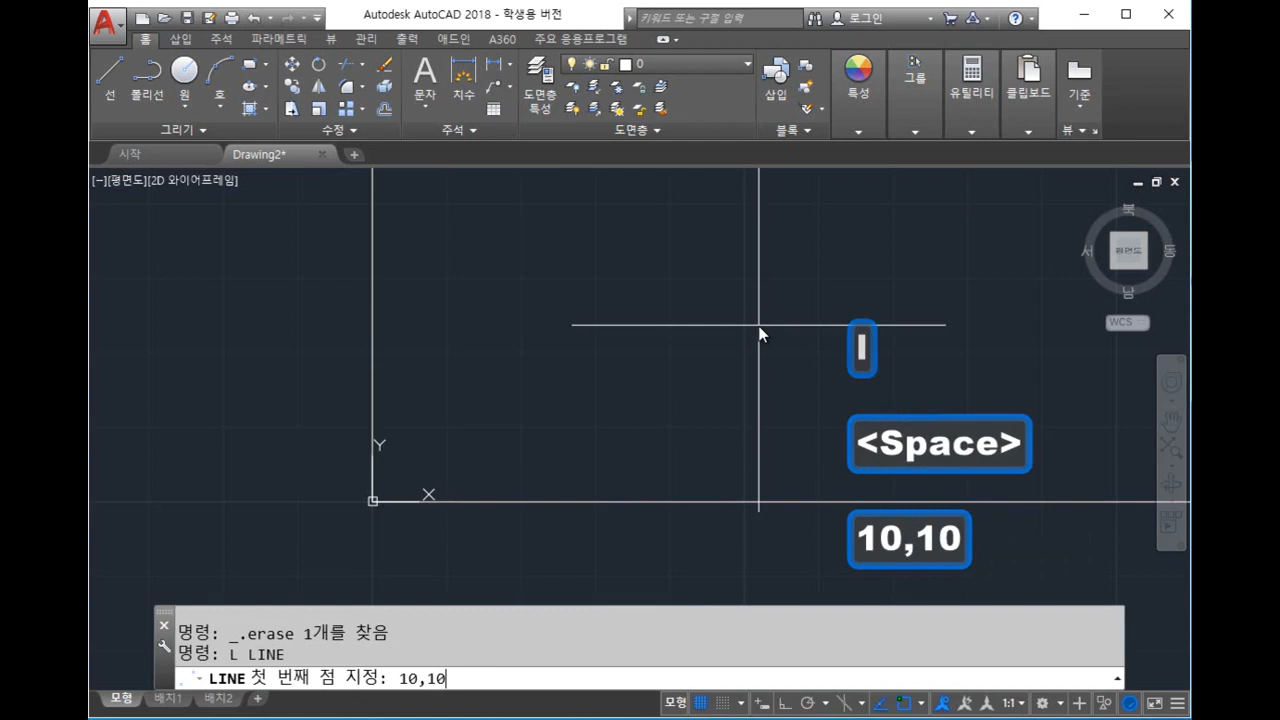 Autodesk AutoCAD 2018 - 학생용 버전
키워드 또는 구절 입력
로그인
홈 삽입 주석 파라메트릭 뷰 관리 출력 애드인 A360 주요 응용프로그램
선 폴리선 원 호
문자 치수
도면층 특성
0
삽입 특성 그룹 유틸리티 클립보드 기준
그리기 수정 주석 도면층 블록 뷰
시작 Drawing2*
[−][평면도][2D 와이어프레임]
북
서 평면도 동
남
WCS
l
<Space>
10,10
Y
X
명령: _.erase 1개를 찾음
명령: L LINE
LINE 첫 번째 점 지정: 10,10
모형 배치1 배치2 +
모형 1:1